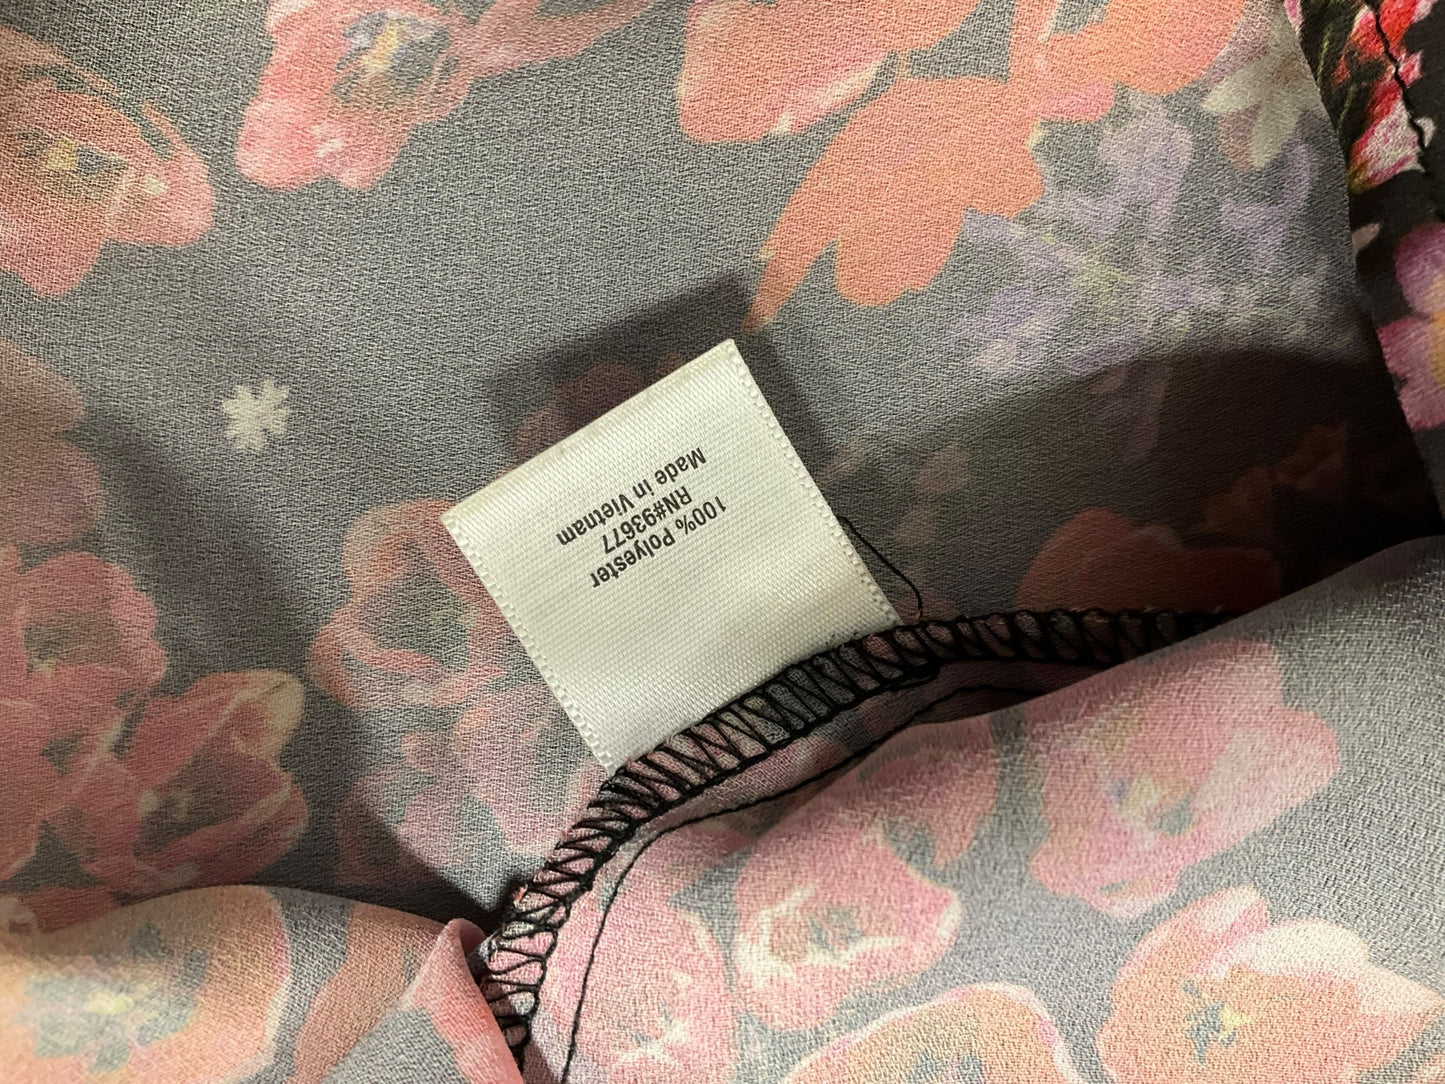 100% Polyester
RN#93677
Made in Vietnam